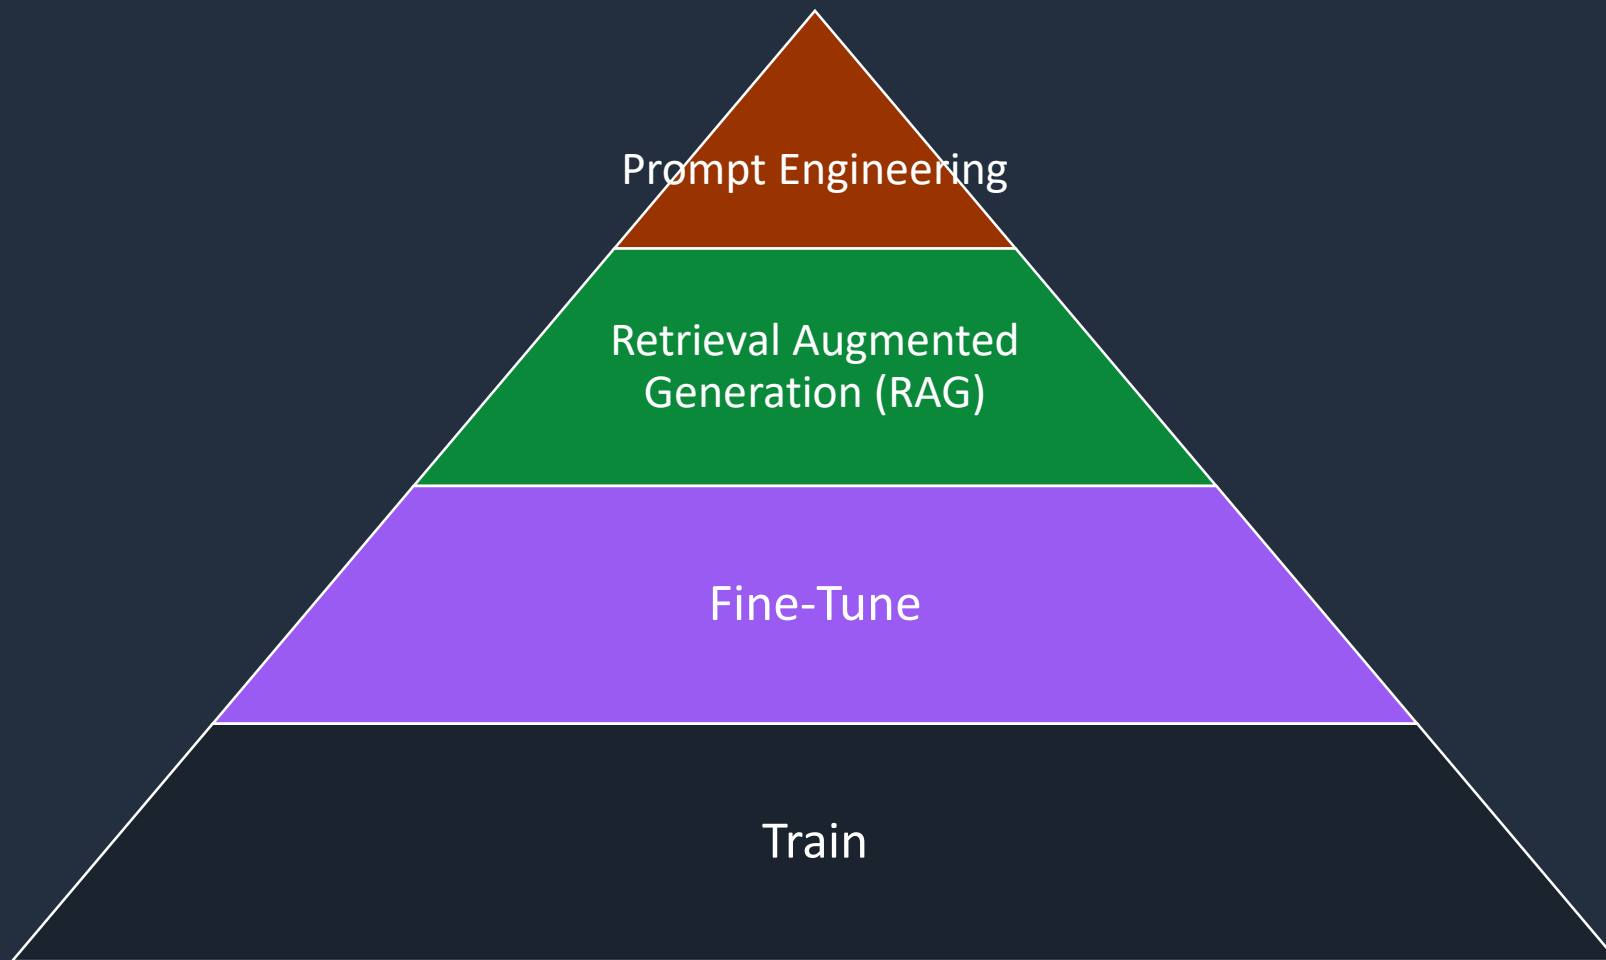 Prompt Engineering
Retrieval Augmented
Generation (RAG)
Fine-Tune
Train